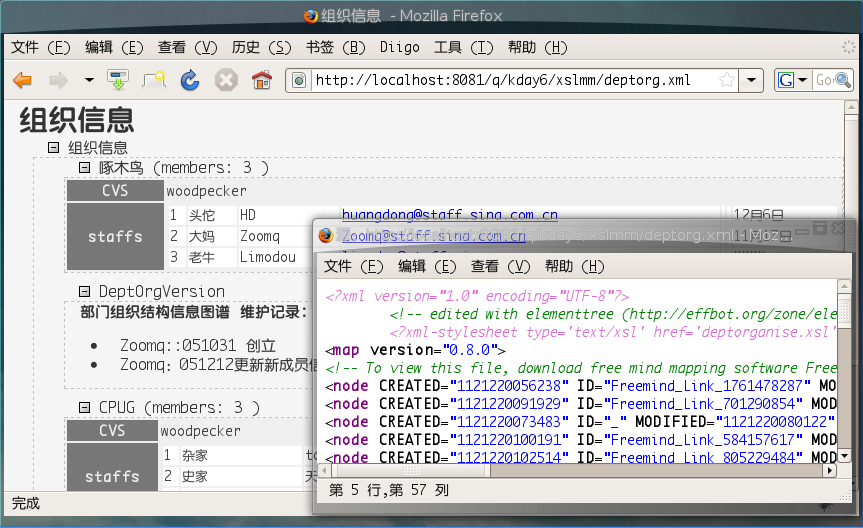 组织信息 - Mozilla Firefox
文件 (F) 编辑 (E) 查看 (V) 历史 (S) 书签 (B) Diigo 工具 (T) 帮助 (H)
http://localhost:8081/q/kday6/xslmm/deptorg.xml
组织信息
组织信息
啄木鸟 (members: 3 )
CVS woodpecker
staffs
1 头佗 HD huangdong@staff.sina.com.cn 12月6日
2 大妈 Zoomq Zoomq@staff.sina.com.cn
3 老牛 Limodou
DeptOrgVersion
部门组织结构信息图谱 维护记录:
Zoomq::051031 创立
Zoomq: 051212更新新成员信
CPUG (members: 3 )
CVS woodpecker
staffs
1 杂家
2 史家
完成
/q/kday6/xslmm/deptorg.xml - Moz
文件 (F) 编辑 (E) 查看 (V) 帮助 (H)
<?xml version="1.0" encoding="UTF-8"?>
<!-- edited with elementtree (http://effbot.org/zone/ele
<?xml-stylesheet type='text/xsl' href='deptorganise.xsl'
<map version="0.8.0">
<!-- To view this file, download free mind mapping software Free
<node CREATED="1121220056238" ID="Freemind_Link_1761478287" MO
<node CREATED="1121220091929" ID="Freemind_Link_701290854" MOD
<node CREATED="1121220073483" ID="_" MODIFIED="1121220080122"
<node CREATED="1121220100191" ID="Freemind_Link_584157617" MOD
<node CREATED="1121220102514" ID="Freemind_Link_805229484" MOD
第 5 行,第 57 列